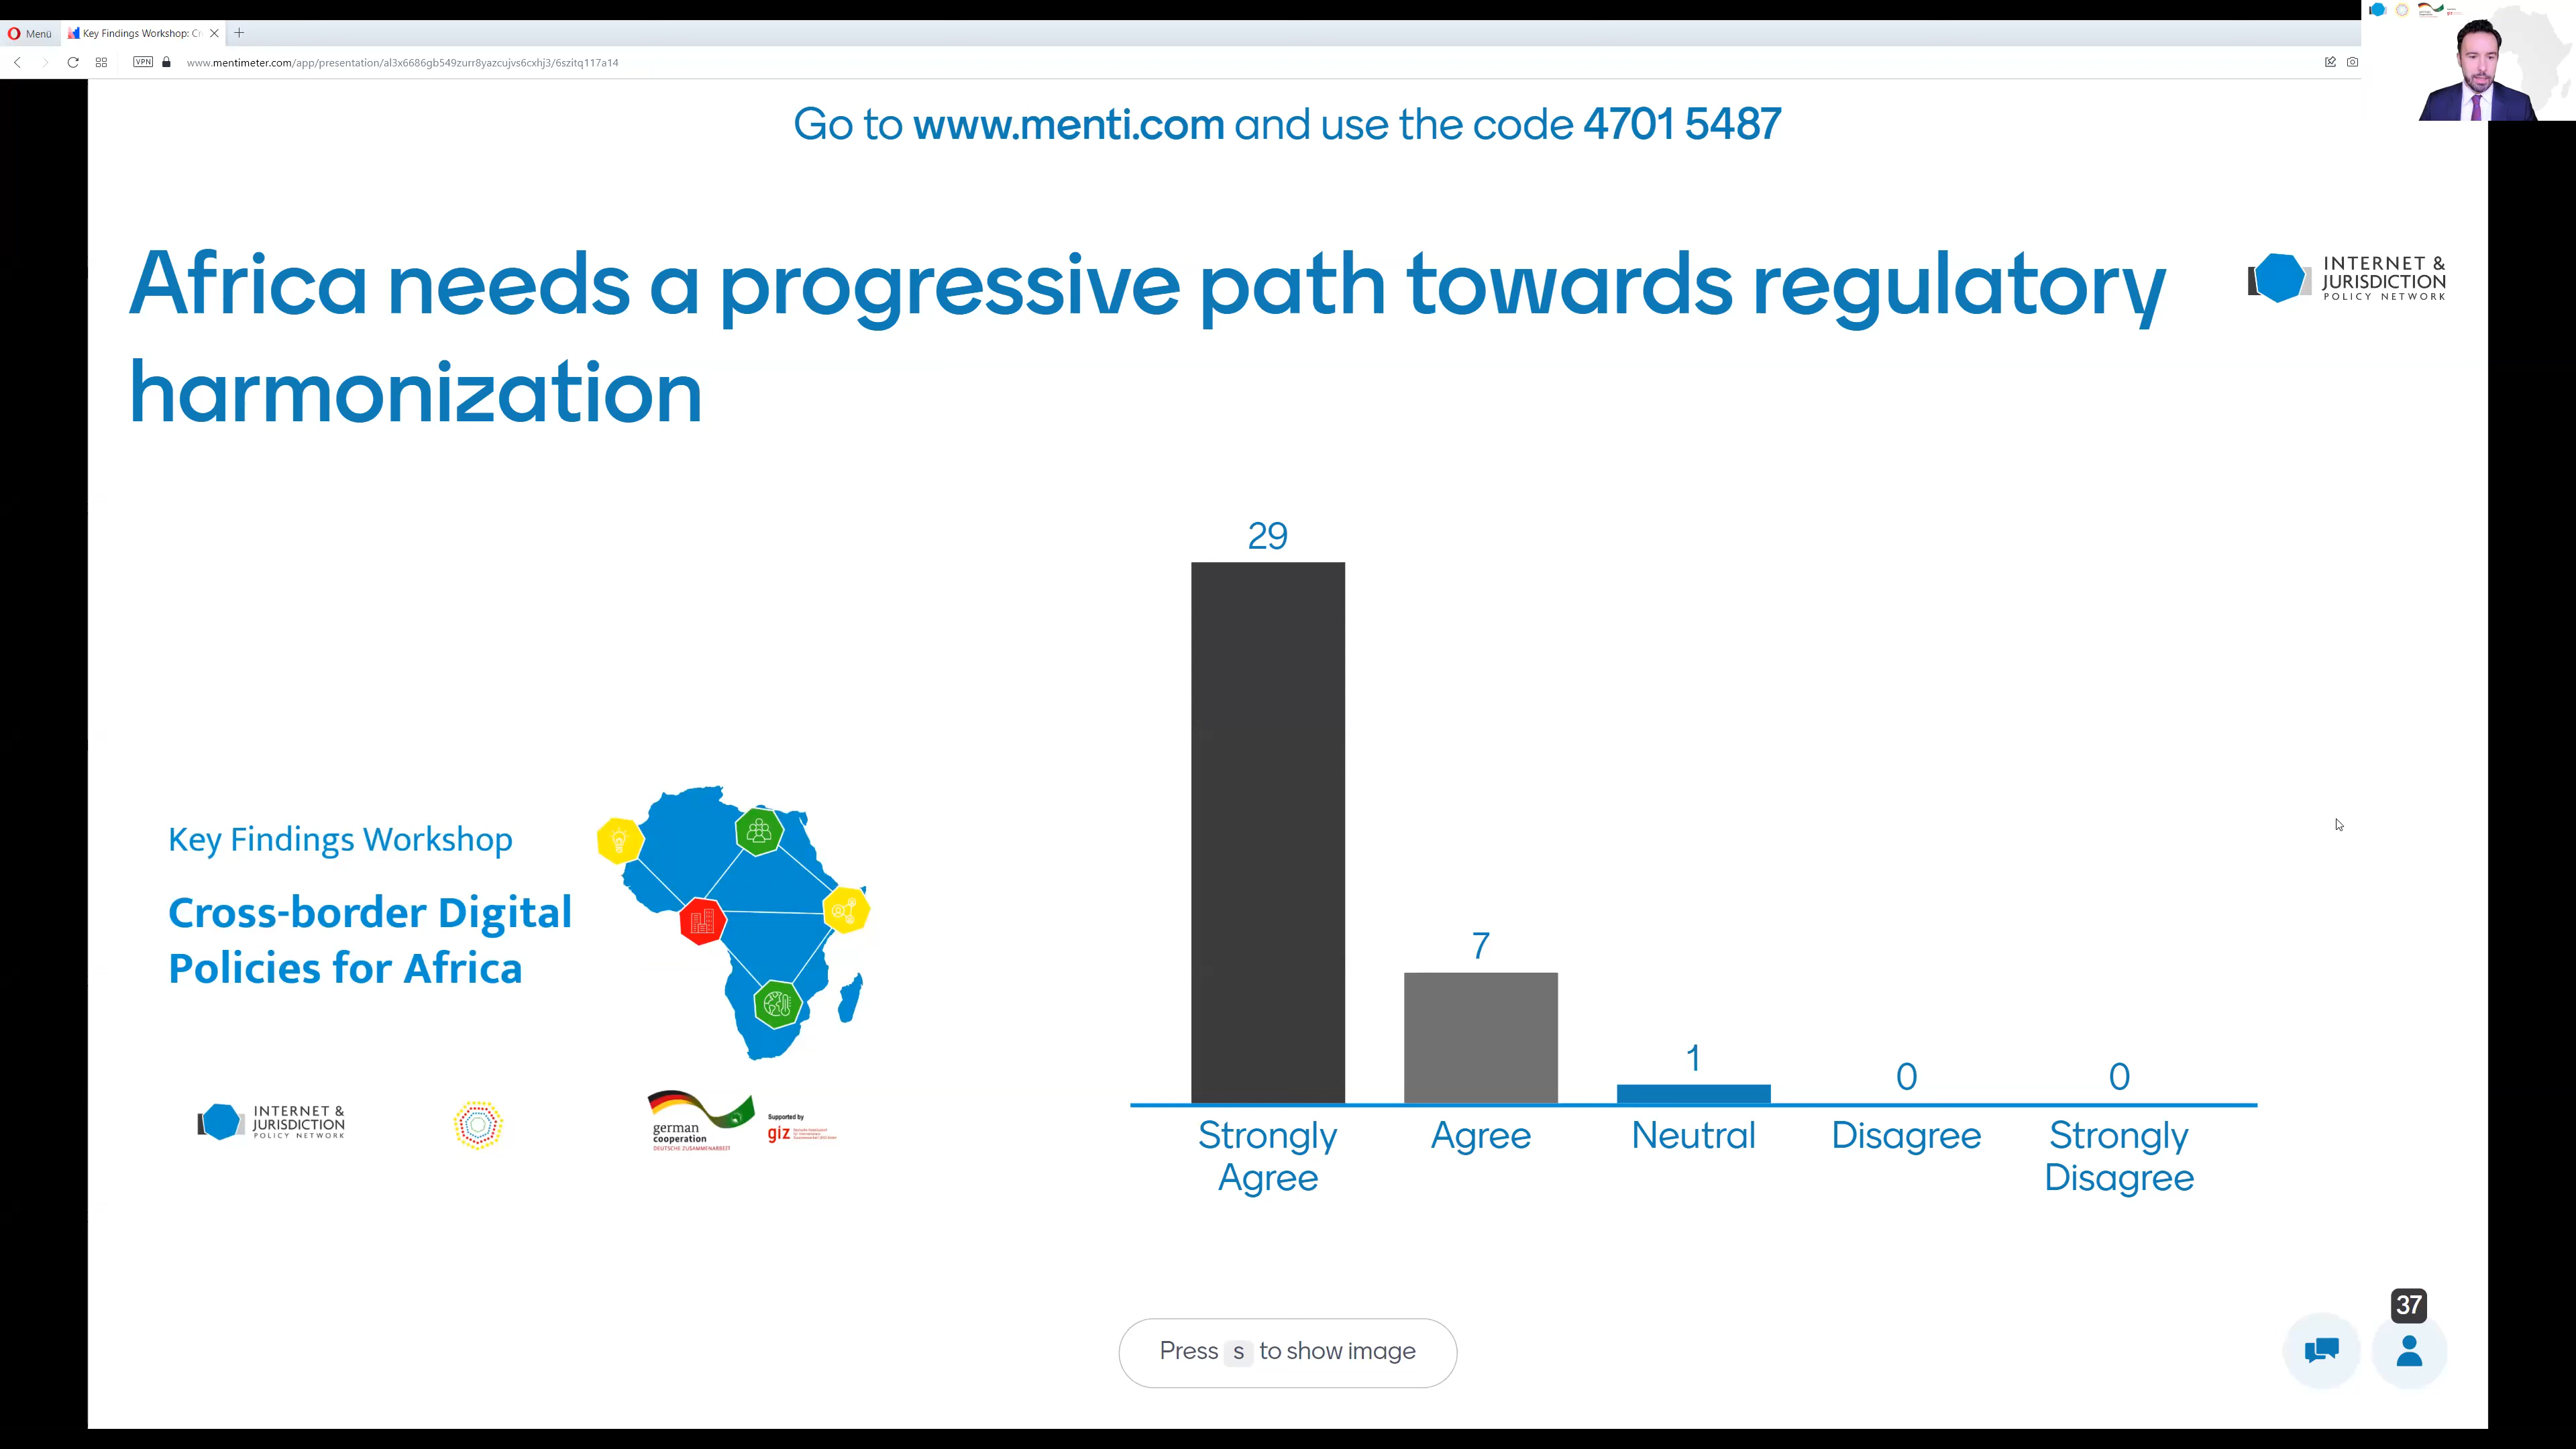 Menü
Key Findings Workshop: Cr
VPN
www.mentimeter.com/app/presentation/al3x6686gb549zurr8yazcujvs6cxhj3/6szitq117a14
Go to www.menti.com and use the code 4701 5487
Africa needs a progressive path towards regulatory
harmonization
INTERNET &
JURISDICTION
POLICY NETWORK
29
7
1
0
0
Strongly
Agree
Agree
Neutral
Disagree
Strongly
Disagree
Key Findings Workshop
Cross-border Digital
Policies for Africa
INTERNET &
JURISDICTION
POLICY NETWORK
german
cooperation
DEUTSCHE ZUSAMMENARBEIT
Supported by
giz
Press s to show image
37